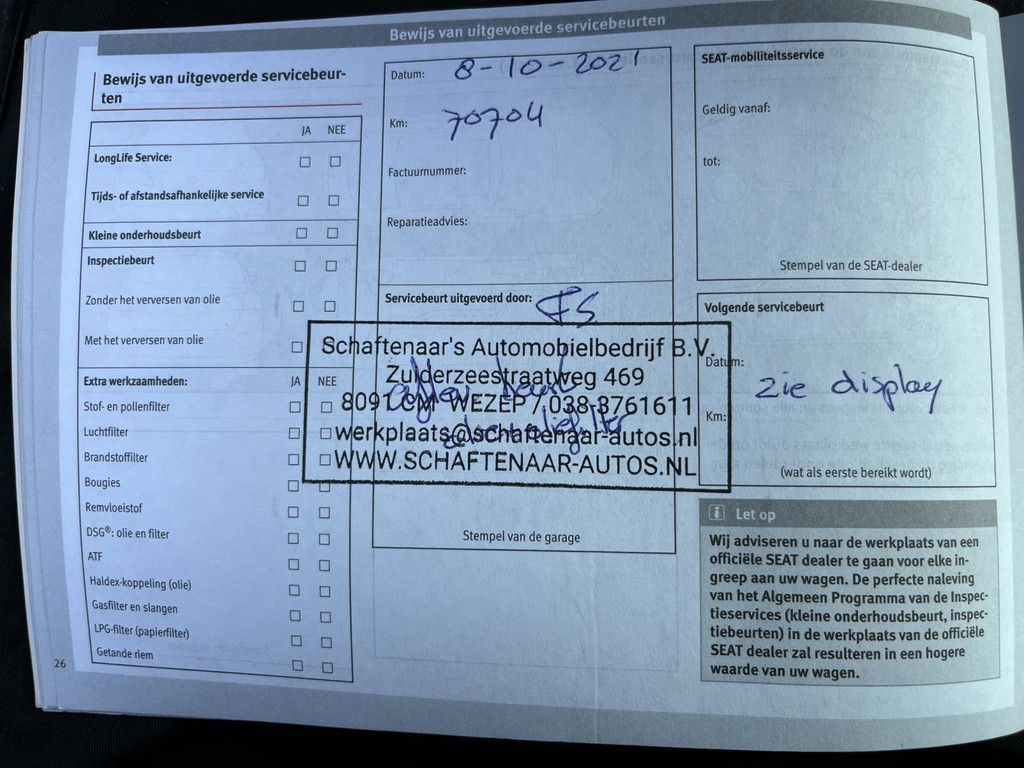 Bewijs van uitgevoerde servicebeurten
Bewijs van uitgevoerde servicebeur-
ten
JA NEE
LongLife Service:
Tijds- of afstandsafhankelijke service
Kleine onderhoudsbeurt
Inspectiebeurt
Zonder het verversen van olie
Met het verversen van olie
Extra werkzaamheden: JA NEE
Stof- en pollenfilter
Luchtfilter
Brandstoffilter
Bougies
Remvloeistof
DSG®: olie en filter
ATF
Haldex-koppeling (olie)
Gasfilter en slangen
LPG-filter (papierfilter)
Getande riem
26
Datum: 8-10-2021
Km: 70704
Factuurnummer:
Reparatieadvies:
Servicebeurt uitgevoerd door:
Schaftenaar's Automobielbedrijf B.V.
Zuiderzeestraatweg 469
8091 CM WEZEP / 038-3761611
werkplaats@schaftenaar-autos.nl
WWW.SCHAFTENAAR-AUTOS.NL
Stempel van de garage
SEAT-mobiliteitsservice
Geldig vanaf:
tot:
Stempel van de SEAT-dealer
Volgende servicebeurt
Datum:
zie display
Km:
(wat als eerste bereikt wordt)
i Let op
Wij adviseren u naar de werkplaats van een
officiële SEAT dealer te gaan voor elke in-
greep aan uw wagen. De perfecte naleving
van het Algemeen Programma van de Inspec-
tieservices (kleine onderhoudsbeurt, inspec-
tiebeurten) in de werkplaats van de officiële
SEAT dealer zal resulteren in een hogere
waarde van uw wagen.